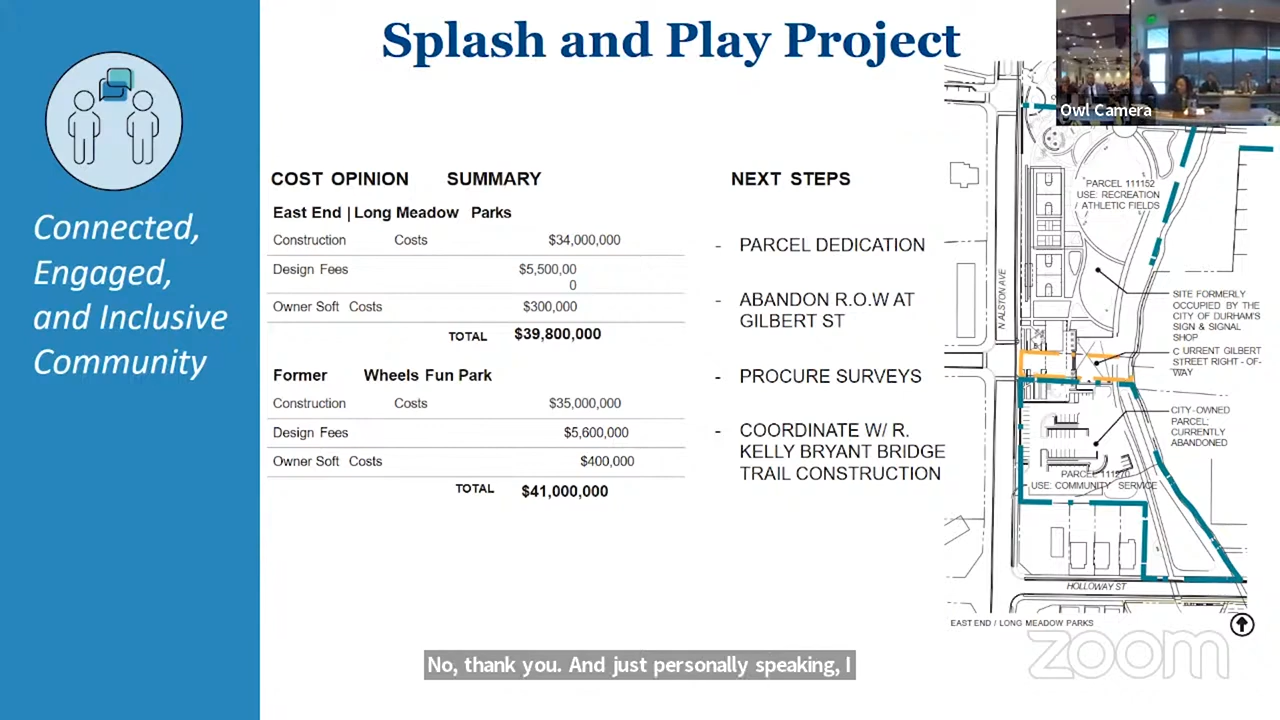 Splash and Play Project
Owl Camera
Connected,
Engaged,
and Inclusive
Community
COST OPINION SUMMARY
East End | Long Meadow Parks
Construction Costs $34,000,000
Design Fees $5,500,00
0
Owner Soft Costs $300,000
TOTAL $39,800,000
Former Wheels Fun Park
Construction Costs $35,000,000
Design Fees $5,600,000
Owner Soft Costs $400,000
TOTAL $41,000,000
NEXT STEPS
- PARCEL DEDICATION
- ABANDON R.O.W AT
GILBERT ST
- PROCURE SURVEYS
- COORDINATE W/ R.
KELLY BRYANT BRIDGE
TRAIL CONSTRUCTION
PARCEL 111152
USE: RECREATION
/ ATHLETIC FIELDS
N ALSTON AVE
SITE FORMERLY
OCCUPIED BY THE
CITY OF DURHAM'S
SIGN & SIGNAL
SHOP
C URRENT GILBERT
STREET RIGHT - OF-
WAY
CITY-OWNED
PARCEL;
CURRENTLY
ABANDONED
PARCEL 111270
USE: COMMUNITY SERVICE
HOLLOWAY ST
EAST END / LONG MEADOW PARKS
zoom
No, thank you. And just personally speaking, I